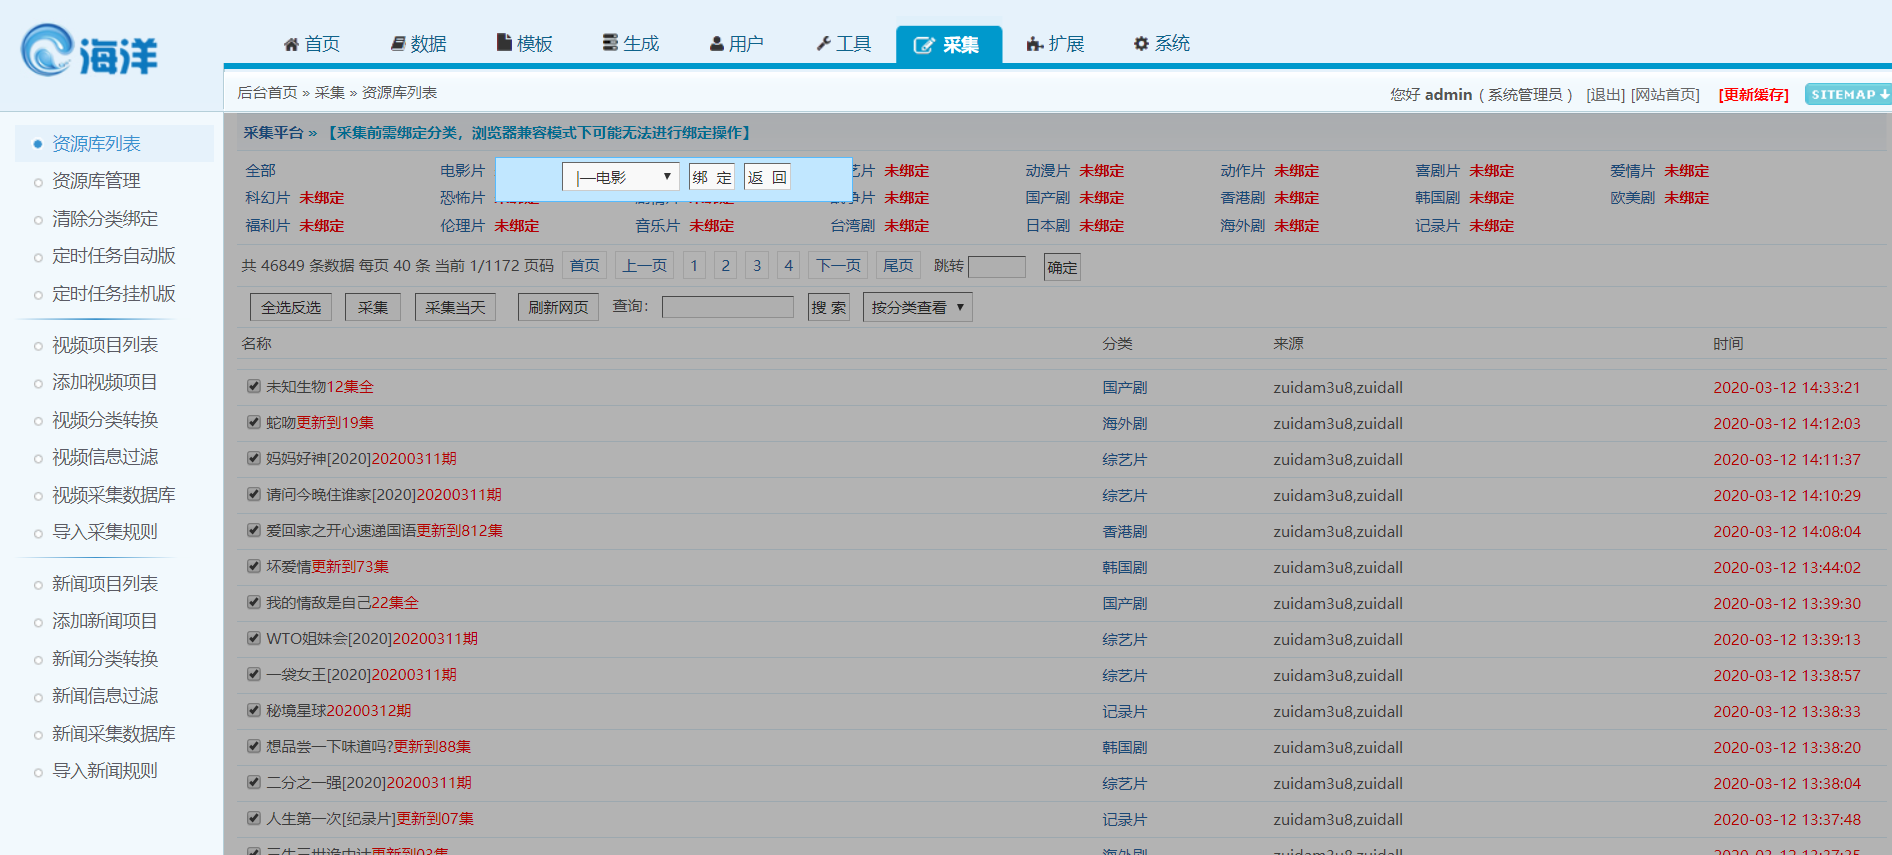 海洋
首页 数据 模板 生成 用户 工具 采集 扩展 系统
后台首页 » 采集 » 资源库列表
您好 admin ( 系统管理员 ) [退出] [网站首页] [更新缓存] SITEMAP
资源库列表
资源库管理
清除分类绑定
定时任务自动版
定时任务挂机版
视频项目列表
添加视频项目
视频分类转换
视频信息过滤
视频采集数据库
导入采集规则
新闻项目列表
添加新闻项目
新闻分类转换
新闻信息过滤
新闻采集数据库
导入新闻规则
采集平台 » 【采集前需绑定分类，浏览器兼容模式下可能无法进行绑定操作】
|—电影 绑 定 返 回
全部 电影片 艺片 未绑定 动漫片 未绑定 动作片 未绑定 喜剧片 未绑定 爱情片 未绑定
科幻片 未绑定 恐怖片 未绑定 香港剧 未绑定 国产剧 未绑定 韩国剧 未绑定 欧美剧 未绑定
福利片 未绑定 伦理片 未绑定 音乐片 未绑定 台湾剧 未绑定 日本剧 未绑定 海外剧 未绑定 记录片 未绑定
共 46849 条数据 每页 40 条 当前 1/1172 页码 首页 上一页 1 2 3 4 下一页 尾页 跳转 确定
全选反选 采集 采集当天 刷新网页 查询： 搜 索 按分类查看
名称 分类 来源 时间
未知生物12集全 国产剧 zuidam3u8,zuidall 2020-03-12 14:33:21
蛇吻更新到19集 海外剧 zuidam3u8,zuidall 2020-03-12 14:12:03
妈妈好神[2020]20200311期 综艺片 zuidam3u8,zuidall 2020-03-12 14:11:37
请问今晚住谁家[2020]20200311期 综艺片 zuidam3u8,zuidall 2020-03-12 14:10:29
爱回家之开心速递国语更新到812集 香港剧 zuidam3u8,zuidall 2020-03-12 14:08:04
坏爱情更新到73集 韩国剧 zuidam3u8,zuidall 2020-03-12 13:44:02
我的情敌是自己22集全 国产剧 zuidam3u8,zuidall 2020-03-12 13:39:30
WTO姐妹会[2020]20200311期 综艺片 zuidam3u8,zuidall 2020-03-12 13:39:13
一袋女王[2020]20200311期 综艺片 zuidam3u8,zuidall 2020-03-12 13:38:57
秘境星球20200312期 记录片 zuidam3u8,zuidall 2020-03-12 13:38:33
想品尝一下味道吗?更新到88集 韩国剧 zuidam3u8,zuidall 2020-03-12 13:38:20
二分之一强[2020]20200311期 综艺片 zuidam3u8,zuidall 2020-03-12 13:38:04
人生第一次[纪录片]更新到07集 记录片 zuidam3u8,zuidall 2020-03-12 13:37:48